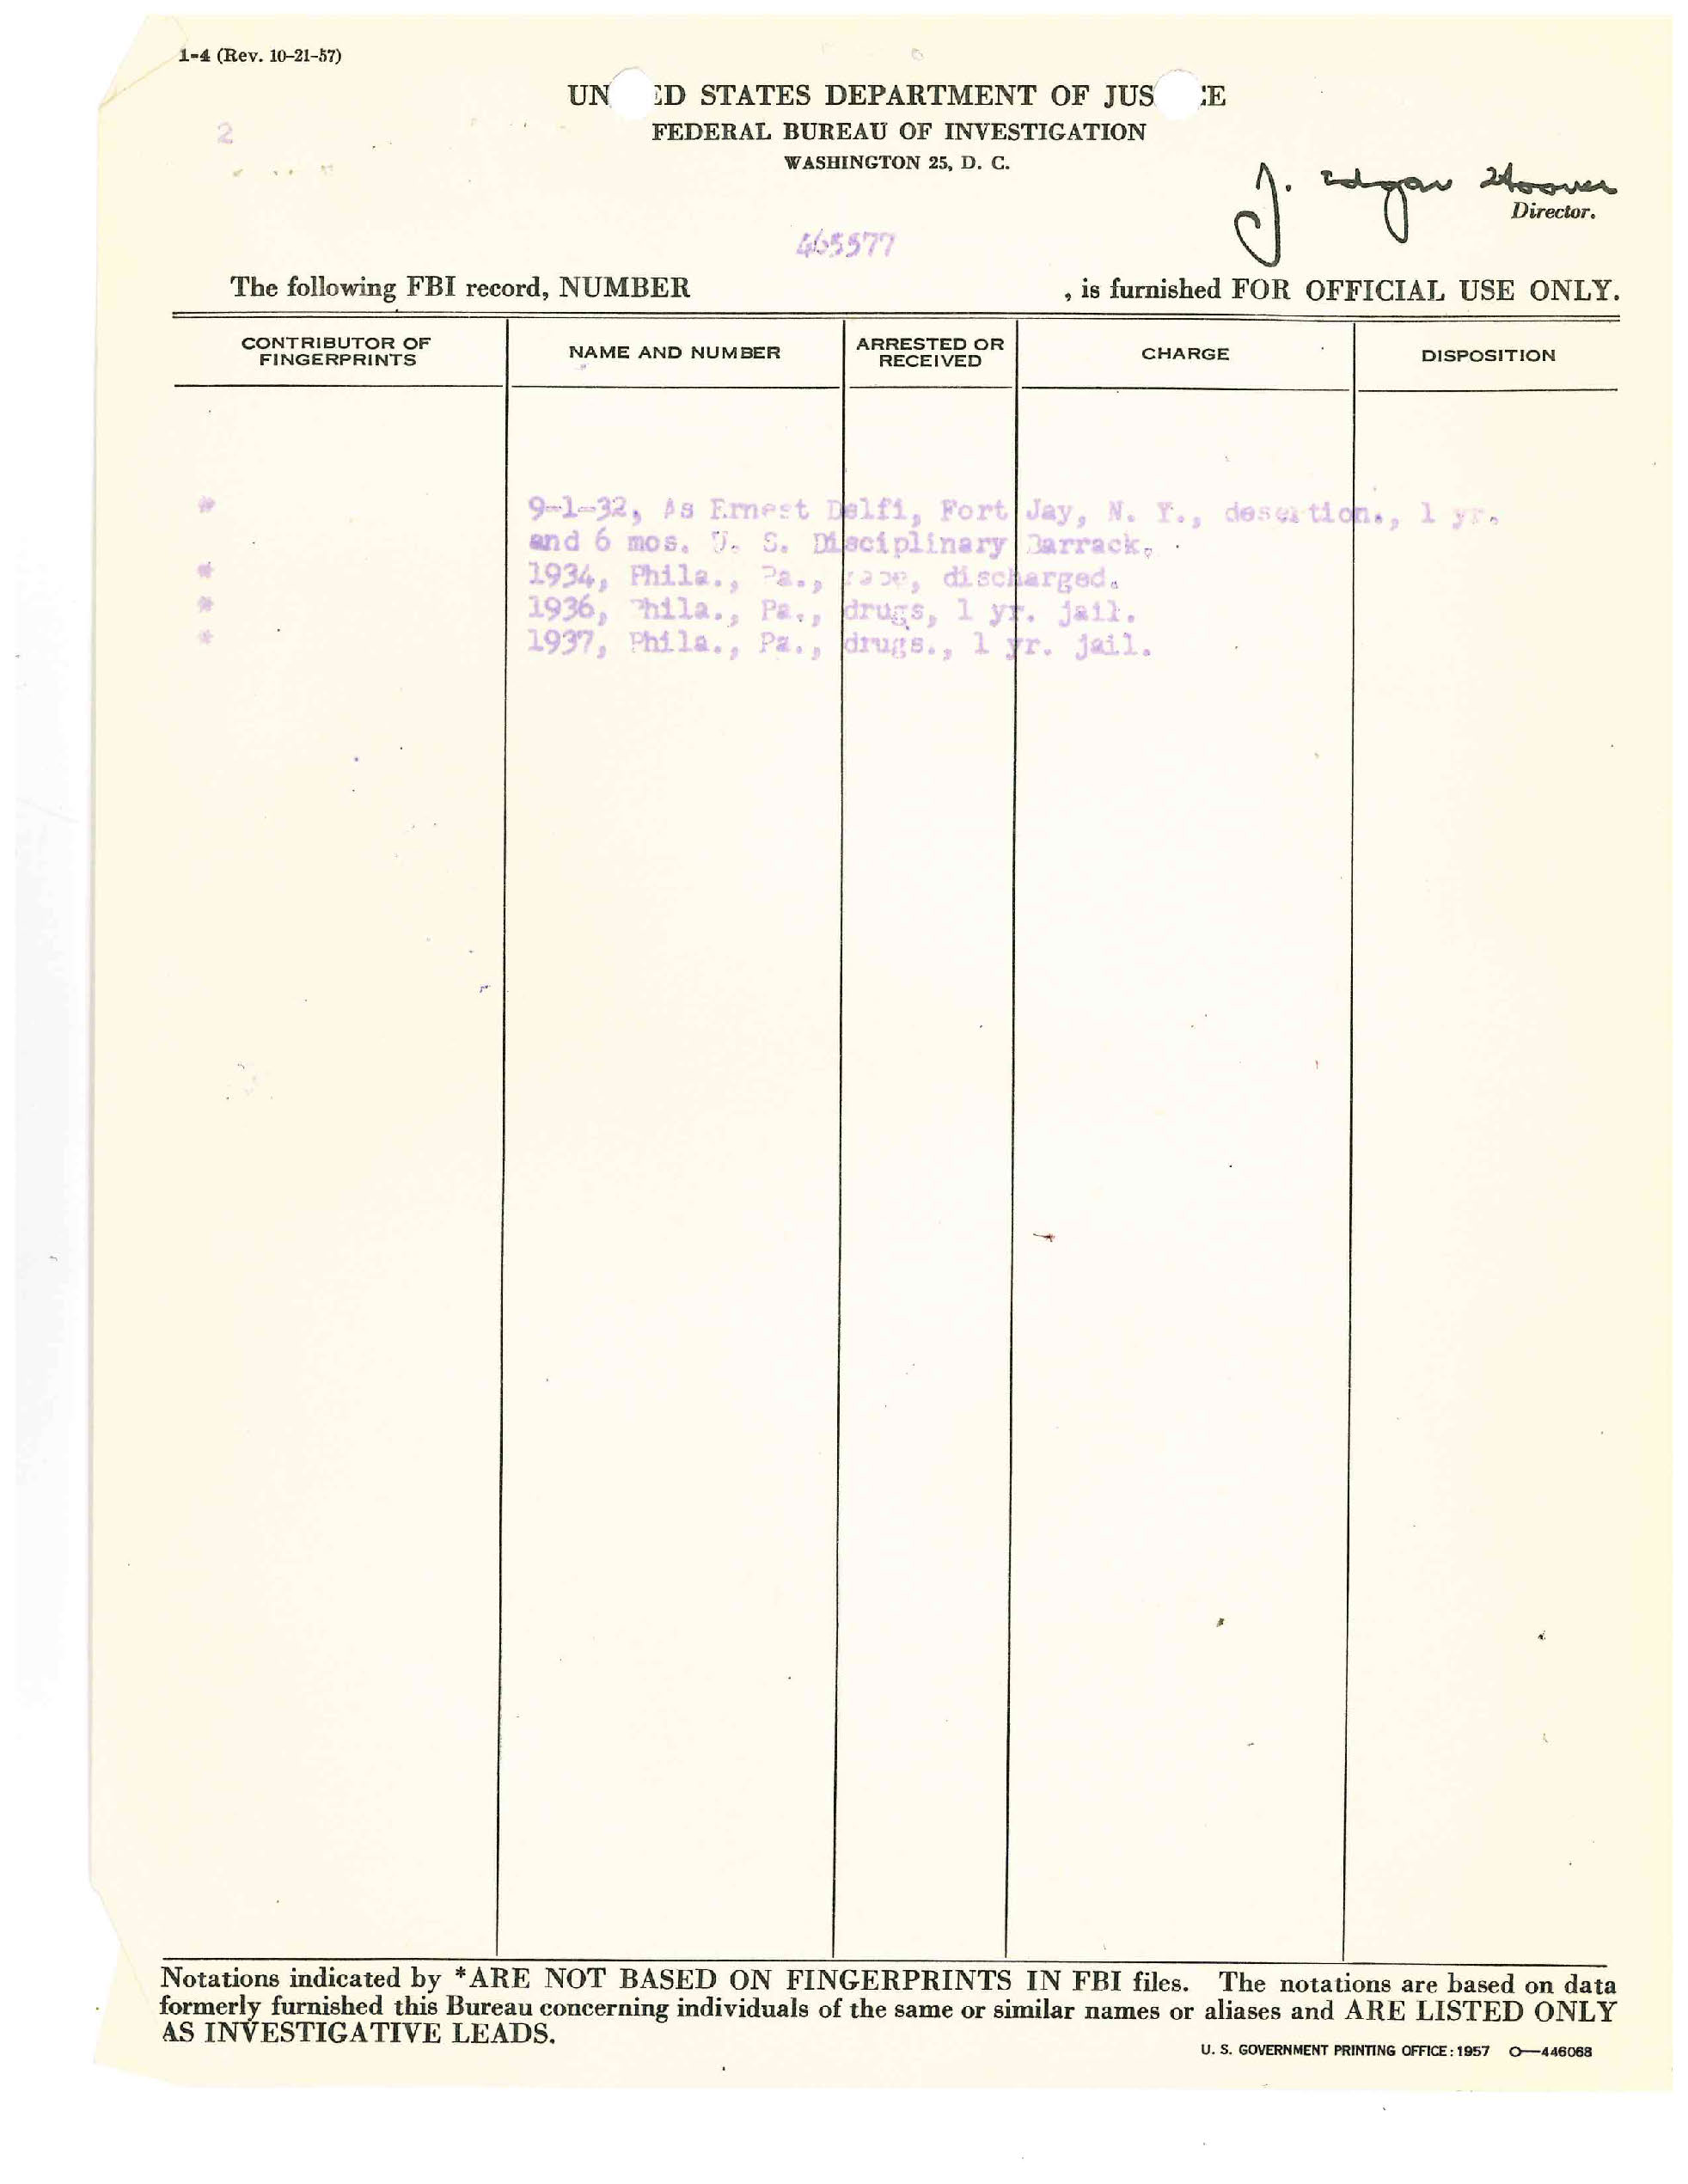 1-4 (Rev. 10-21-57)
UN ED STATES DEPARTMENT OF JUS E
2
FEDERAL BUREAU OF INVESTIGATION
WASHINGTON 25, D. C.
J. Edgar Hoover
Director.
465577
The following FBI record, NUMBER , is furnished FOR OFFICIAL USE ONLY.
CONTRIBUTOR OF
FINGERPRINTS
NAME AND NUMBER
ARRESTED OR
RECEIVED
CHARGE
DISPOSITION
* 9-1-32, As Ernest Delfi, Fort Jay, N. Y., desertion., 1 yr.
and 6 mos. U. S. Disciplinary Barrack.
* 1934, Phila., Pa., rape, discharged.
* 1936, Phila., Pa., drugs, 1 yr. jail.
* 1937, Phila., Pa., drugs., 1 yr. jail.
Notations indicated by *ARE NOT BASED ON FINGERPRINTS IN FBI files. The notations are based on data
formerly furnished this Bureau concerning individuals of the same or similar names or aliases and ARE LISTED ONLY
AS INVESTIGATIVE LEADS.
U. S. GOVERNMENT PRINTING OFFICE: 1957 O—446068